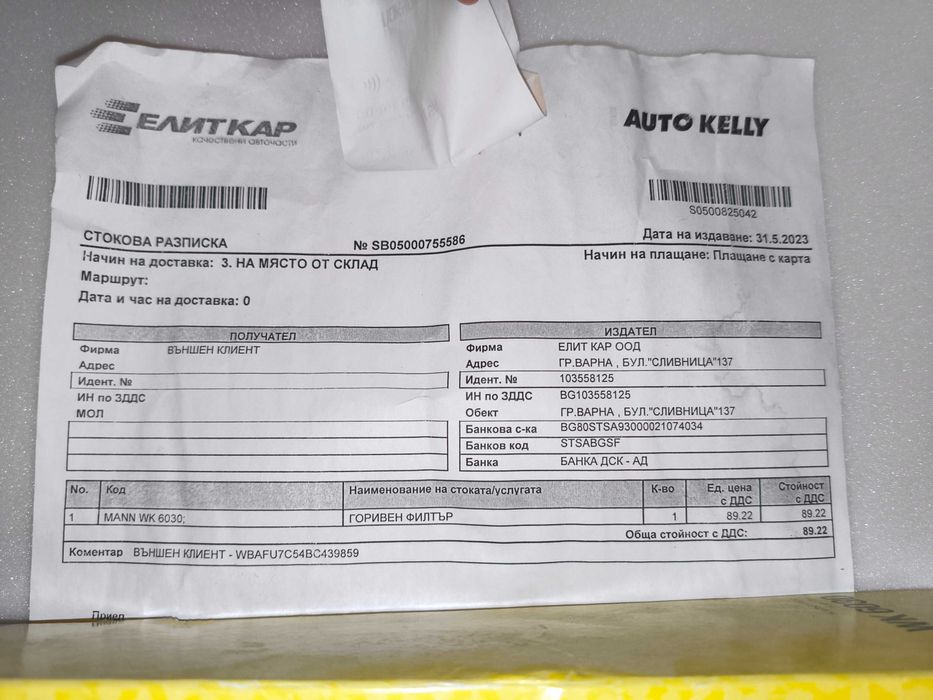 ЕЛИТ КАР
качествени авточасти
AUTO KELLY
S0500825042
СТОКОВА РАЗПИСКА № SB05000755586 Дата на издаване: 31.5.2023
Начин на доставка: 3. НА МЯСТО ОТ СКЛАД Начин на плащане: Плащане с карта
Маршрут:
Дата и час на доставка: 0
ПОЛУЧАТЕЛ
Фирма ВЪНШЕН КЛИЕНТ
Адрес
Идент. №
ИН по ЗДДС
МОЛ
ИЗДАТЕЛ
Фирма ЕЛИТ КАР ООД
Адрес ГР.ВАРНА , БУЛ."СЛИВНИЦА"137
Идент. № 103558125
ИН по ЗДДС BG103558125
Обект ГР.ВАРНА , БУЛ."СЛИВНИЦА"137
Банкова с-ка BG80STSA93000021074034
Банков код STSABGSF
Банка БАНКА ДСК - АД
No. Код Наименование на стоката/услугата К-во Ед. цена с ДДС Стойност с ДДС
1 MANN WK 6030; ГОРИВЕН ФИЛТЪР 1 89.22 89.22
Обща стойност с ДДС: 89.22
Коментар ВЪНШЕН КЛИЕНТ - WBAFU7C54BC439859
Приел